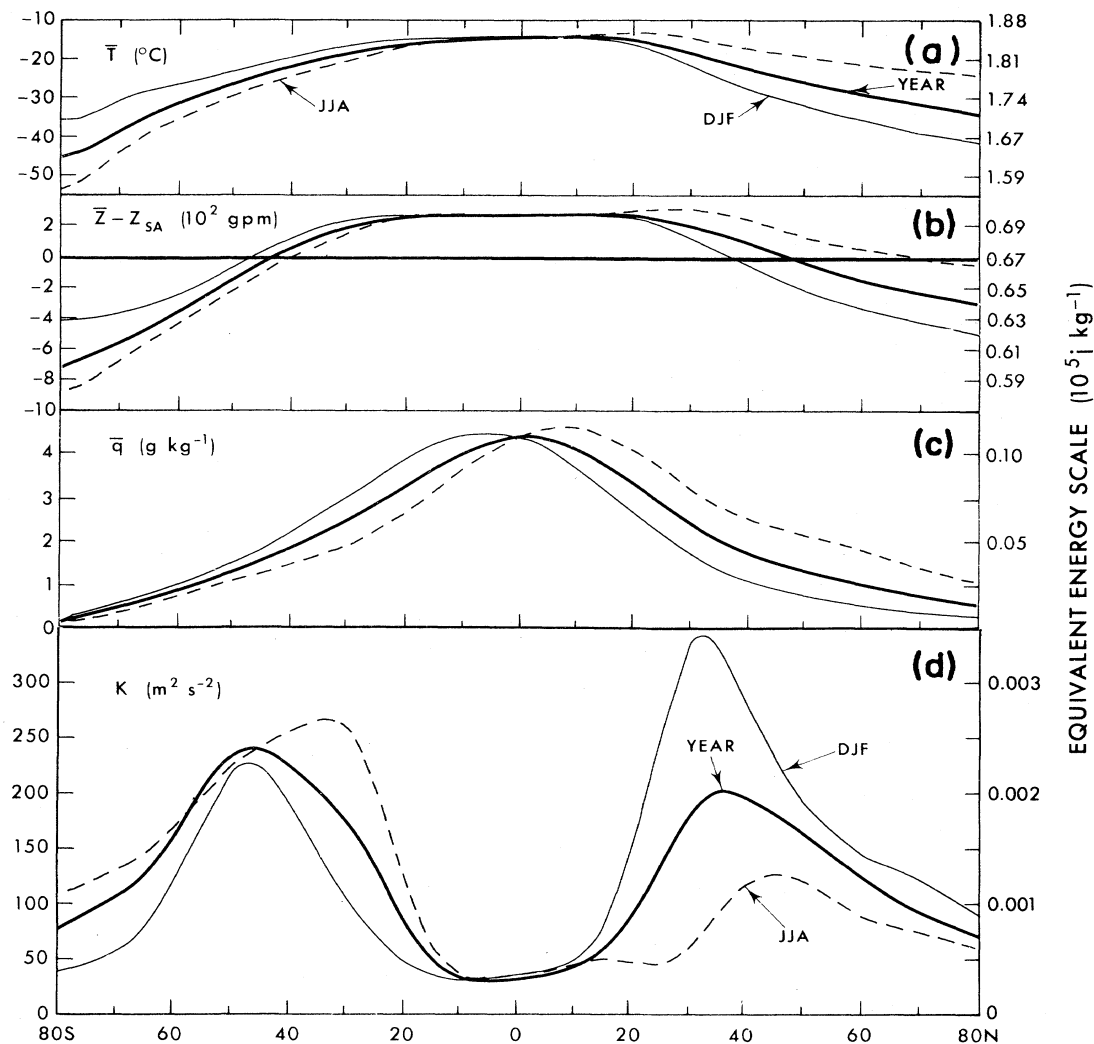 -10
-20
-30
-40
-50
T̅ (°C)
JJA
DJF
YEAR
(a)
1.88
1.81
1.74
1.67
1.59
2
0
-2
-4
-6
-8
-10
Z̅-Z_SA (10² gpm)
(b)
0.69
0.67
0.65
0.63
0.61
0.59
4
3
2
1
0
q̅ (g kg⁻¹)
(c)
0.10
0.05
300
250
200
150
100
50
0
K (m² s⁻²)
YEAR
DJF
JJA
(d)
0.003
0.002
0.001
0
80S 60 40 20 0 20 40 60 80N
EQUIVALENT ENERGY SCALE (10⁵ j kg⁻¹)